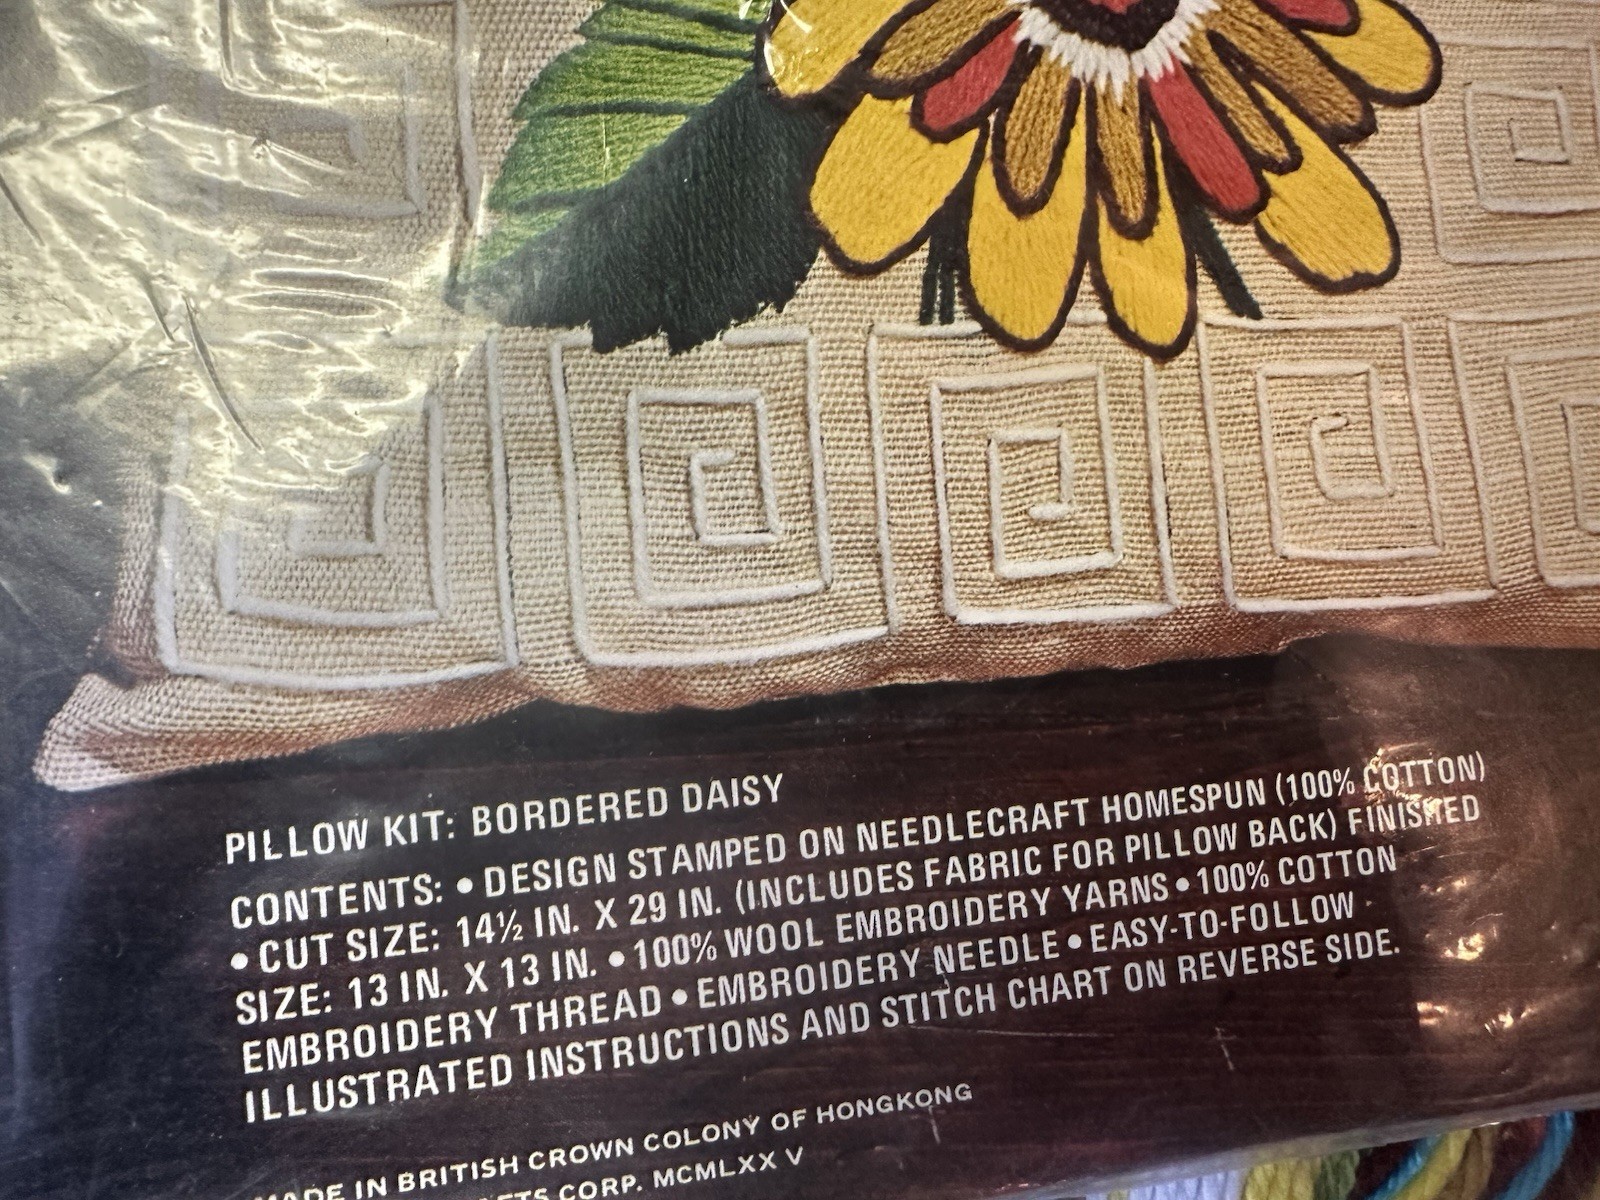 PILLOW KIT: BORDERED DAISY
CONTENTS: • DESIGN STAMPED ON NEEDLECRAFT HOMESPUN (100% COTTON)
• CUT SIZE: 14½ IN. X 29 IN. (INCLUDES FABRIC FOR PILLOW BACK) FINISHED
SIZE: 13 IN. X 13 IN. • 100% WOOL EMBROIDERY YARNS • 100% COTTON
EMBROIDERY THREAD • EMBROIDERY NEEDLE • EASY-TO-FOLLOW
ILLUSTRATED INSTRUCTIONS AND STITCH CHART ON REVERSE SIDE.
MADE IN BRITISH CROWN COLONY OF HONGKONG
CORP. MCMLXX V